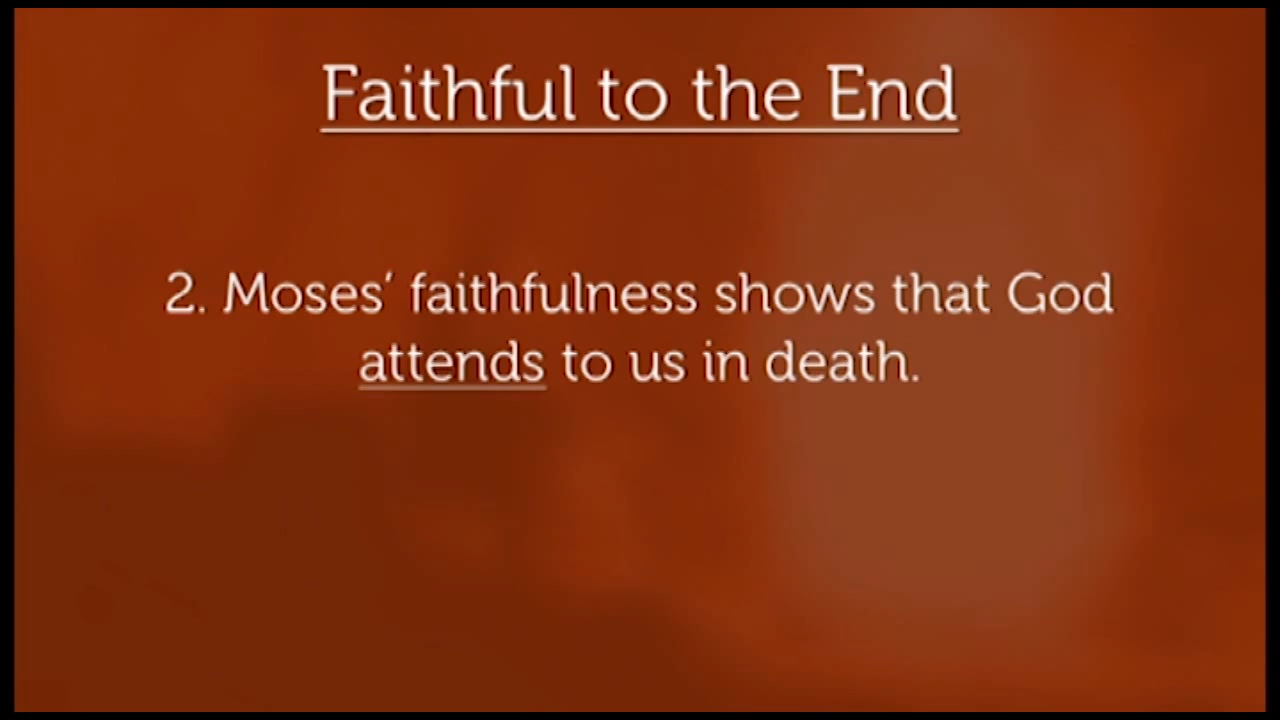 Faithful to the End
2. Moses’ faithfulness shows that God
attends to us in death.